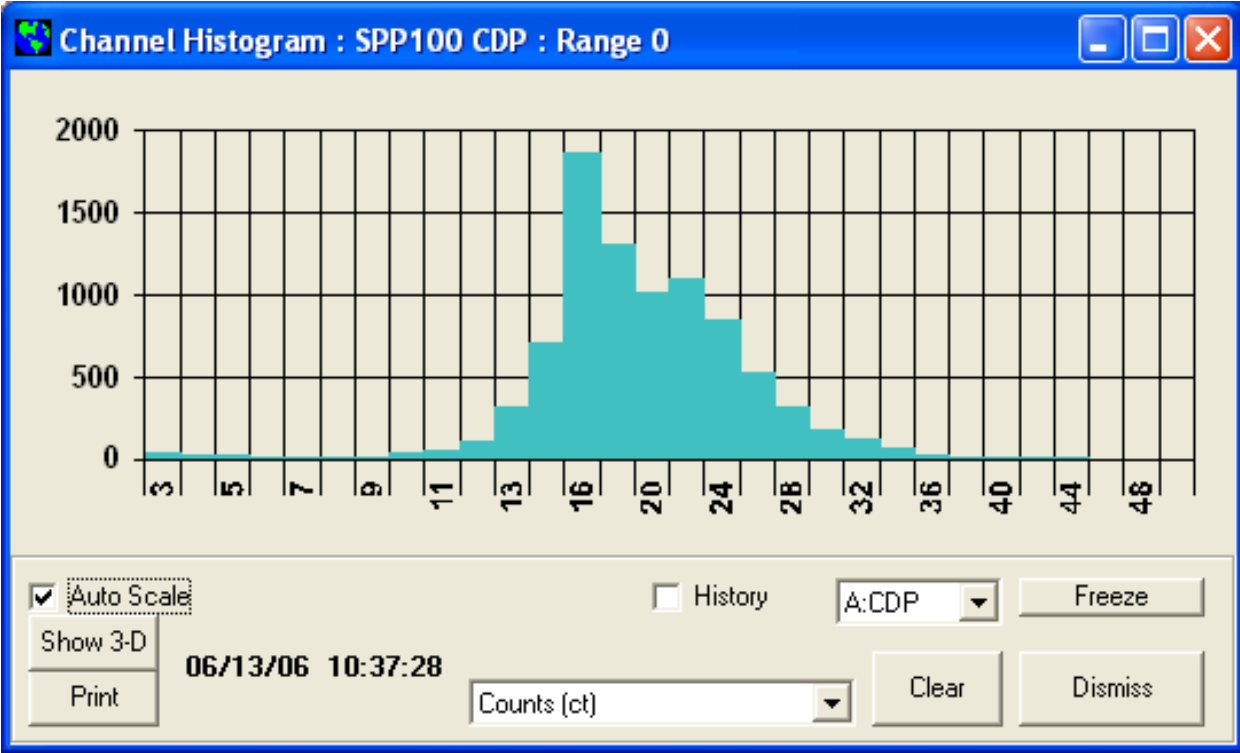 Channel Histogram : SPP100 CDP : Range 0
2000
1500
1000
500
0
3 5 7 9 11 13 16 20 24 28 32 36 40 44 48
Auto Scale
History
A:CDP
Freeze
Show 3-D
06/13/06 10:37:28
Print
Counts (ct)
Clear
Dismiss